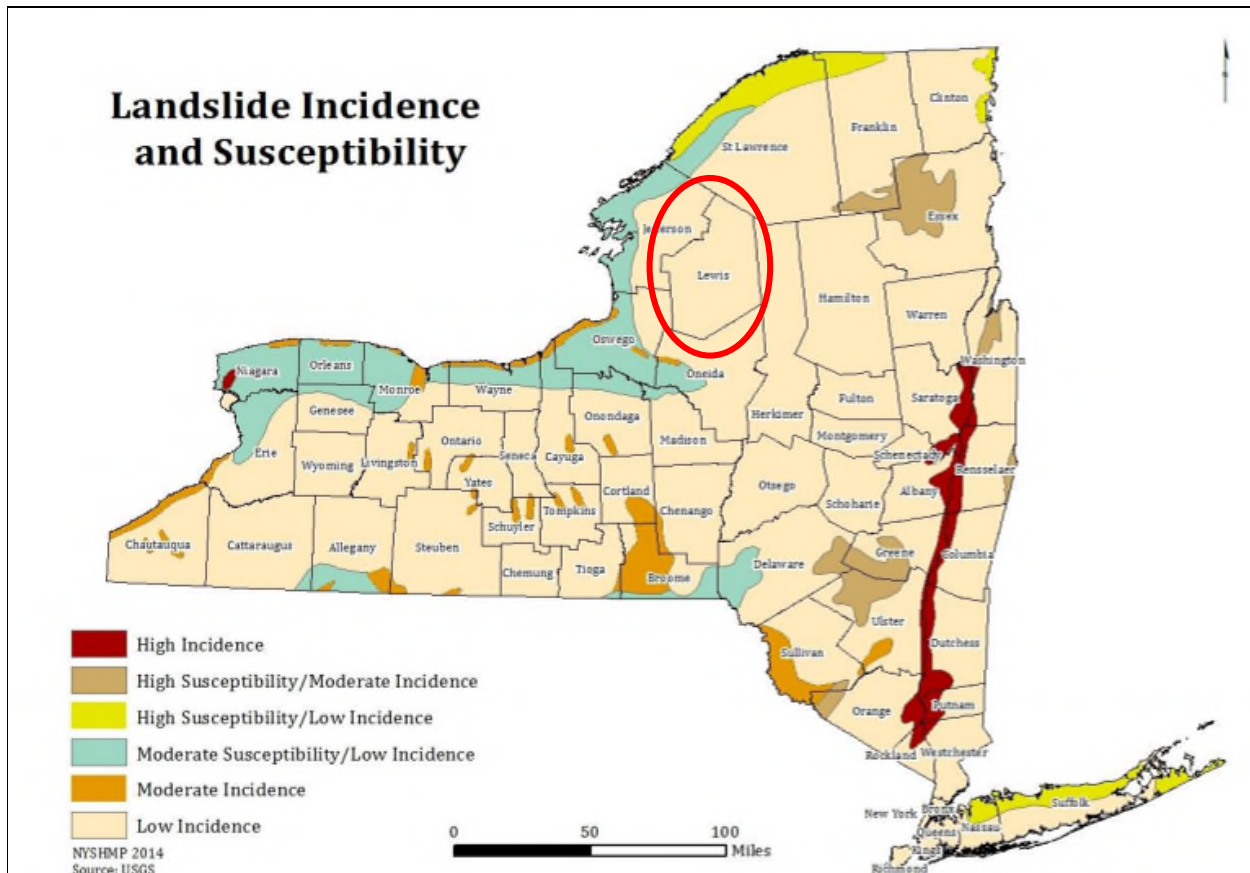 Landslide Incidence
and Susceptibility
Clinton
Franklin
St Lawrence
Essex
Jefferson
Lewis
Hamilton
Warren
Washington
Oswego
Oneida
Niagara
Orleans
Monroe
Wayne
Genesee
Onondaga
Madison
Herkimer
Fulton
Saratoga
Montgomery
Schenectady
Erie
Wyoming
Livingston
Ontario
Seneca
Cayuga
Yates
Otsego
Schoharie
Albany
Rensselaer
Cortland
Chenango
Tompkins
Schuyler
Chautauqua
Cattaraugus
Allegany
Steuben
Chemung
Tioga
Broome
Delaware
Greene
Columbia
Ulster
Sullivan
Dutchess
Orange
Putnam
Rockland
Westchester
High Incidence
High Susceptibility/Moderate Incidence
High Susceptibility/Low Incidence
Moderate Susceptibility/Low Incidence
Moderate Incidence
Low Incidence
NYSHMP 2014
Source: USGS
0 50 100
Miles
New York
Bronx
Queens
Kings
Richmond
Nassau
Suffolk